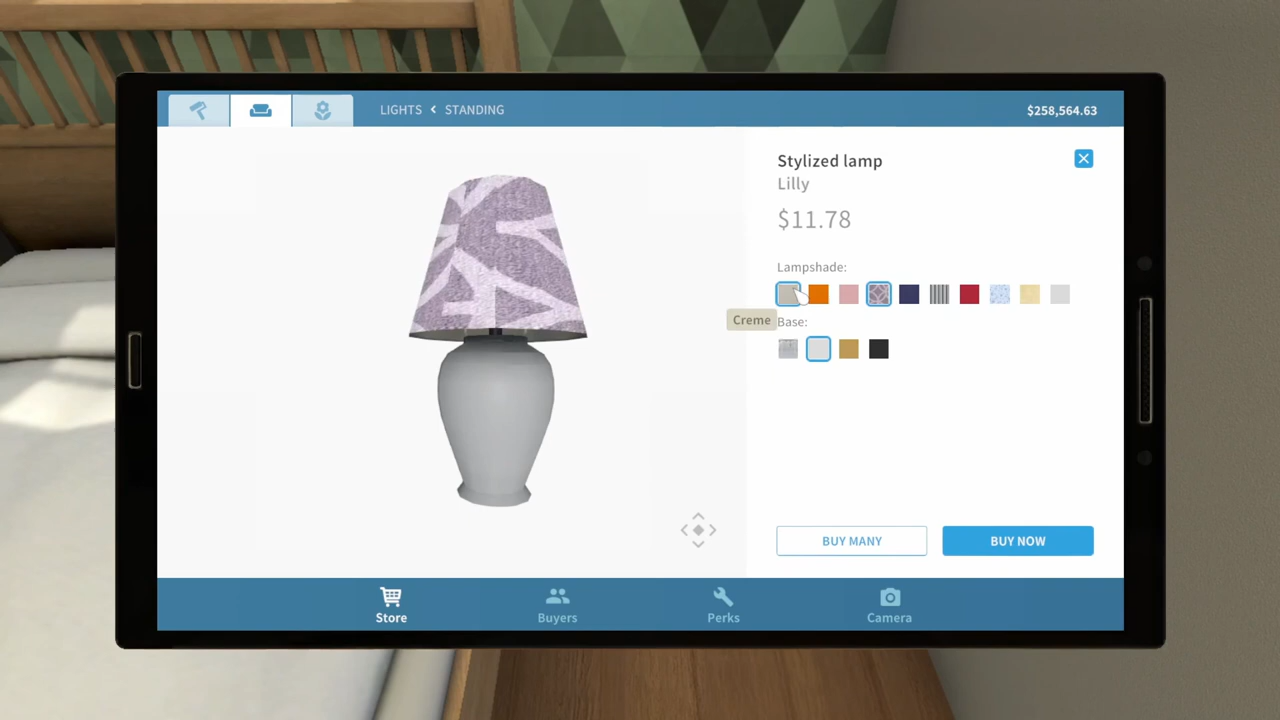 LIGHTS < STANDING
$258,564.63
Stylized lamp
Lilly
$11.78
Lampshade:
Creme
Base:
BUY MANY
BUY NOW
Store
Buyers
Perks
Camera